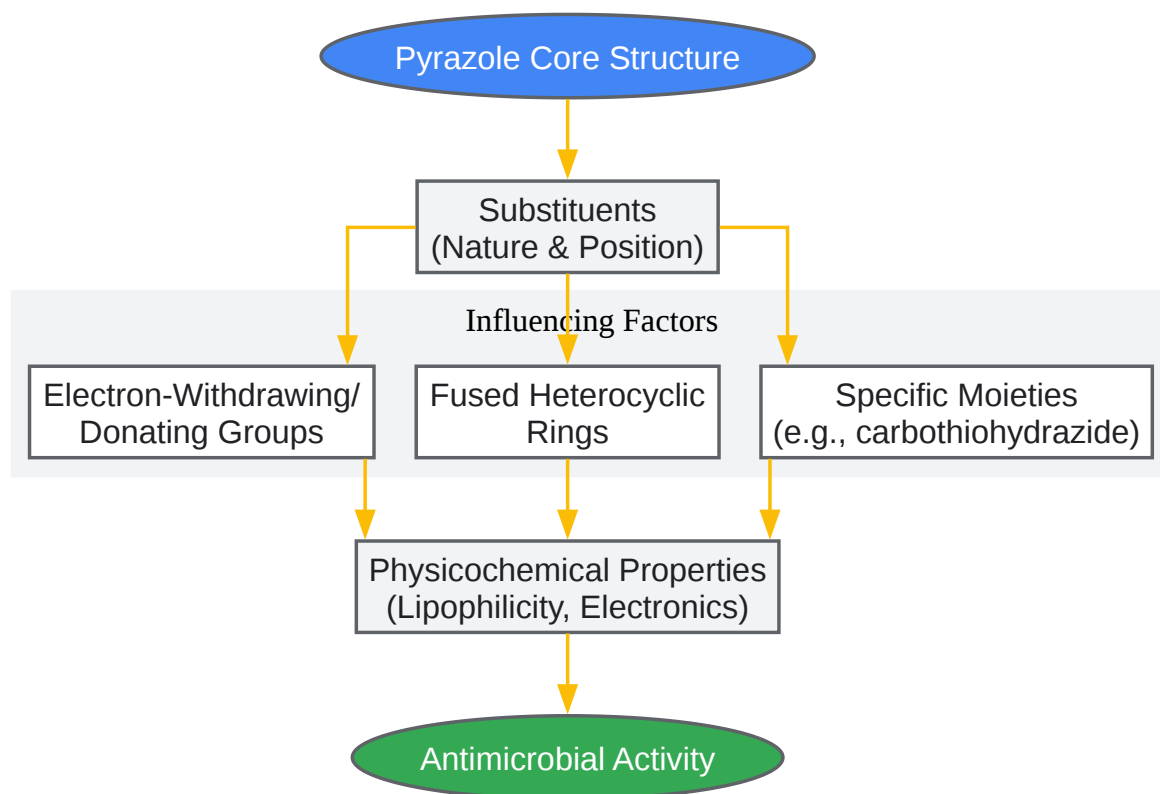 Pyrazole Core Structure
Substituents
(Nature & Position)
Influencing Factors
Electron-Withdrawing/
Donating Groups
Fused Heterocyclic
Rings
Specific Moieties
(e.g., carbothiohydrazide)
Physicochemical Properties
(Lipophilicity, Electronics)
Antimicrobial Activity